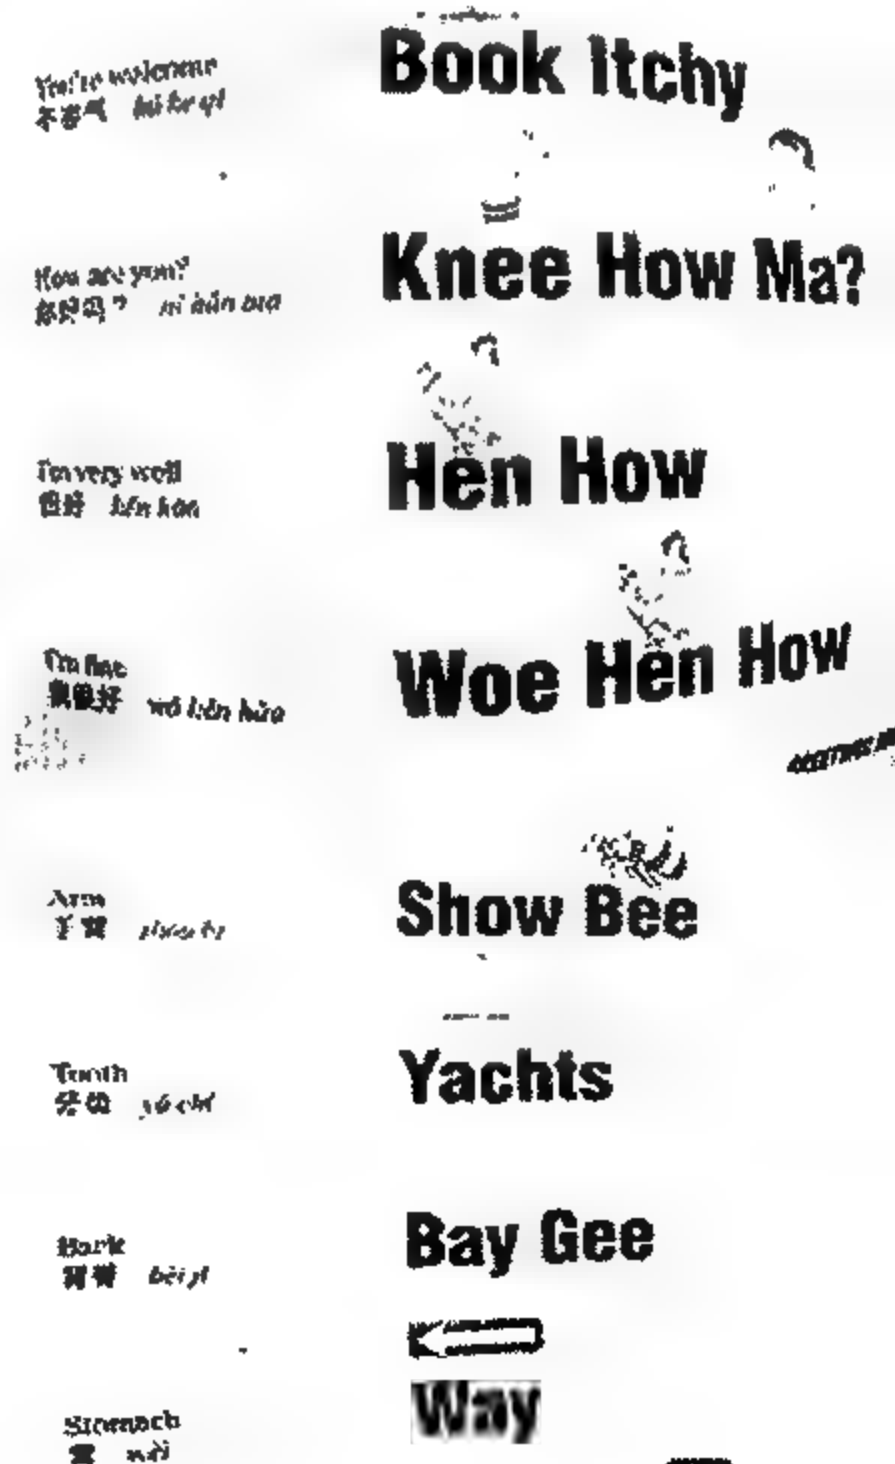 You're welcome
不客气 bú kè qì
Book Itchy
How are you?
你好吗？ nǐ hǎo ma
Knee How Ma?
I'm very well
很好 hěn hǎo
Hen How
I'm fine
我很好 wǒ hěn hǎo
Woe Hen How
GREETINGS
Arm
手臂 shǒu bì
Show Bee
Tooth
牙齿 yá chǐ
Yachts
Back
背脊 bèi jǐ
Bay Gee
Stomach
胃 wèi
Way